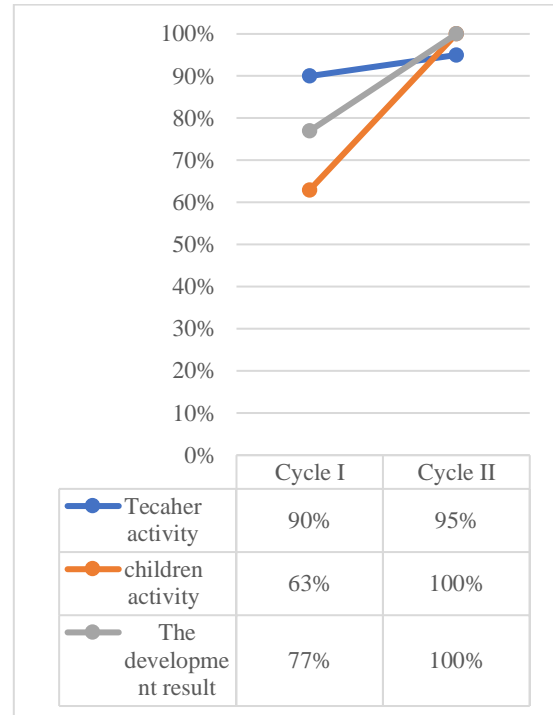 100%
90%
80%
70%
60%
50%
40%
30%
20%
10%
0%
Cycle I Cycle II
Tecaher
activity
90% 95%
children
activity
63% 100%
The
developme
nt result
77% 100%